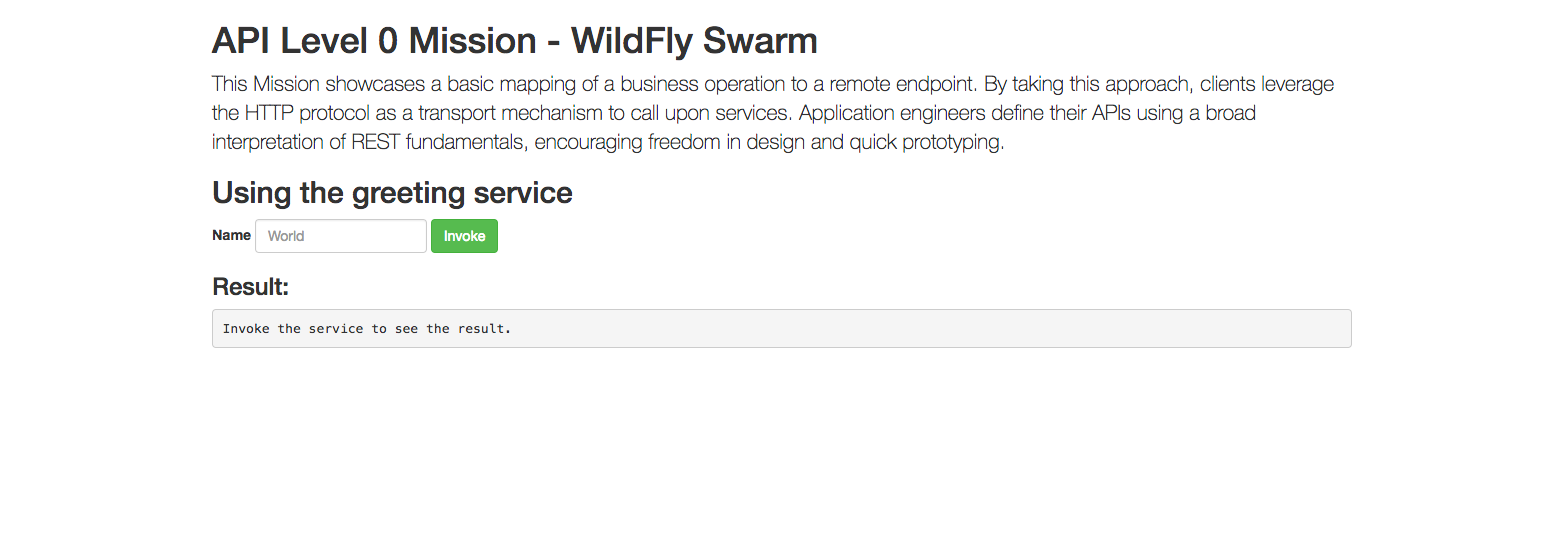 API Level 0 Mission - WildFly Swarm
This Mission showcases a basic mapping of a business operation to a remote endpoint. By taking this approach, clients leverage
the HTTP protocol as a transport mechanism to call upon services. Application engineers define their APIs using a broad
interpretation of REST fundamentals, encouraging freedom in design and quick prototyping.
Using the greeting service
Name World Invoke
Result:
Invoke the service to see the result.